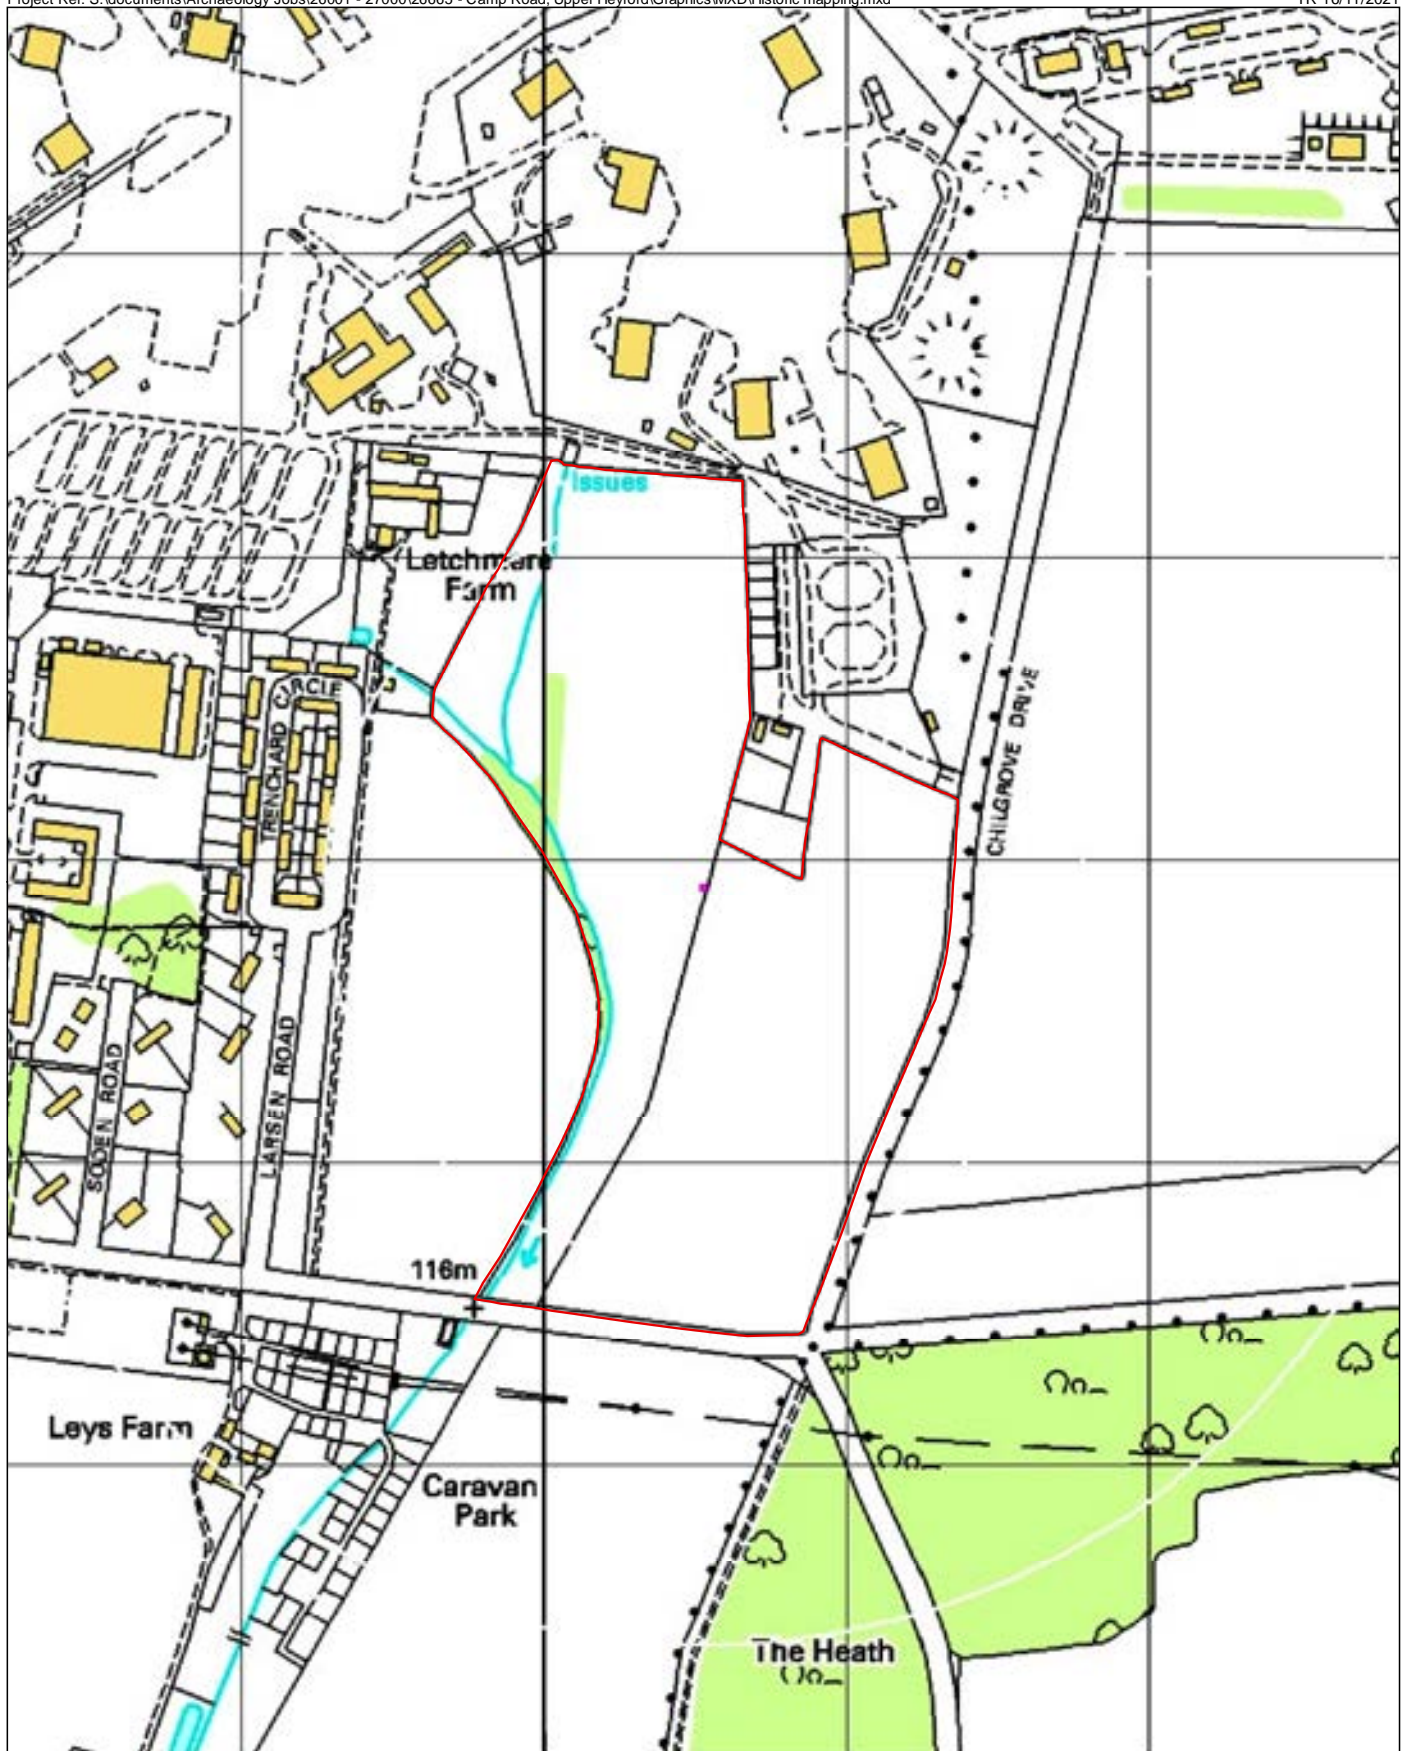 Issues
Letchmere
Farm
TRENCHARD CIRCLE
CHILGROVE DRIVE
SODEN ROAD
LARSEN ROAD
116m
Leys Farm
Caravan
Park
The Heath